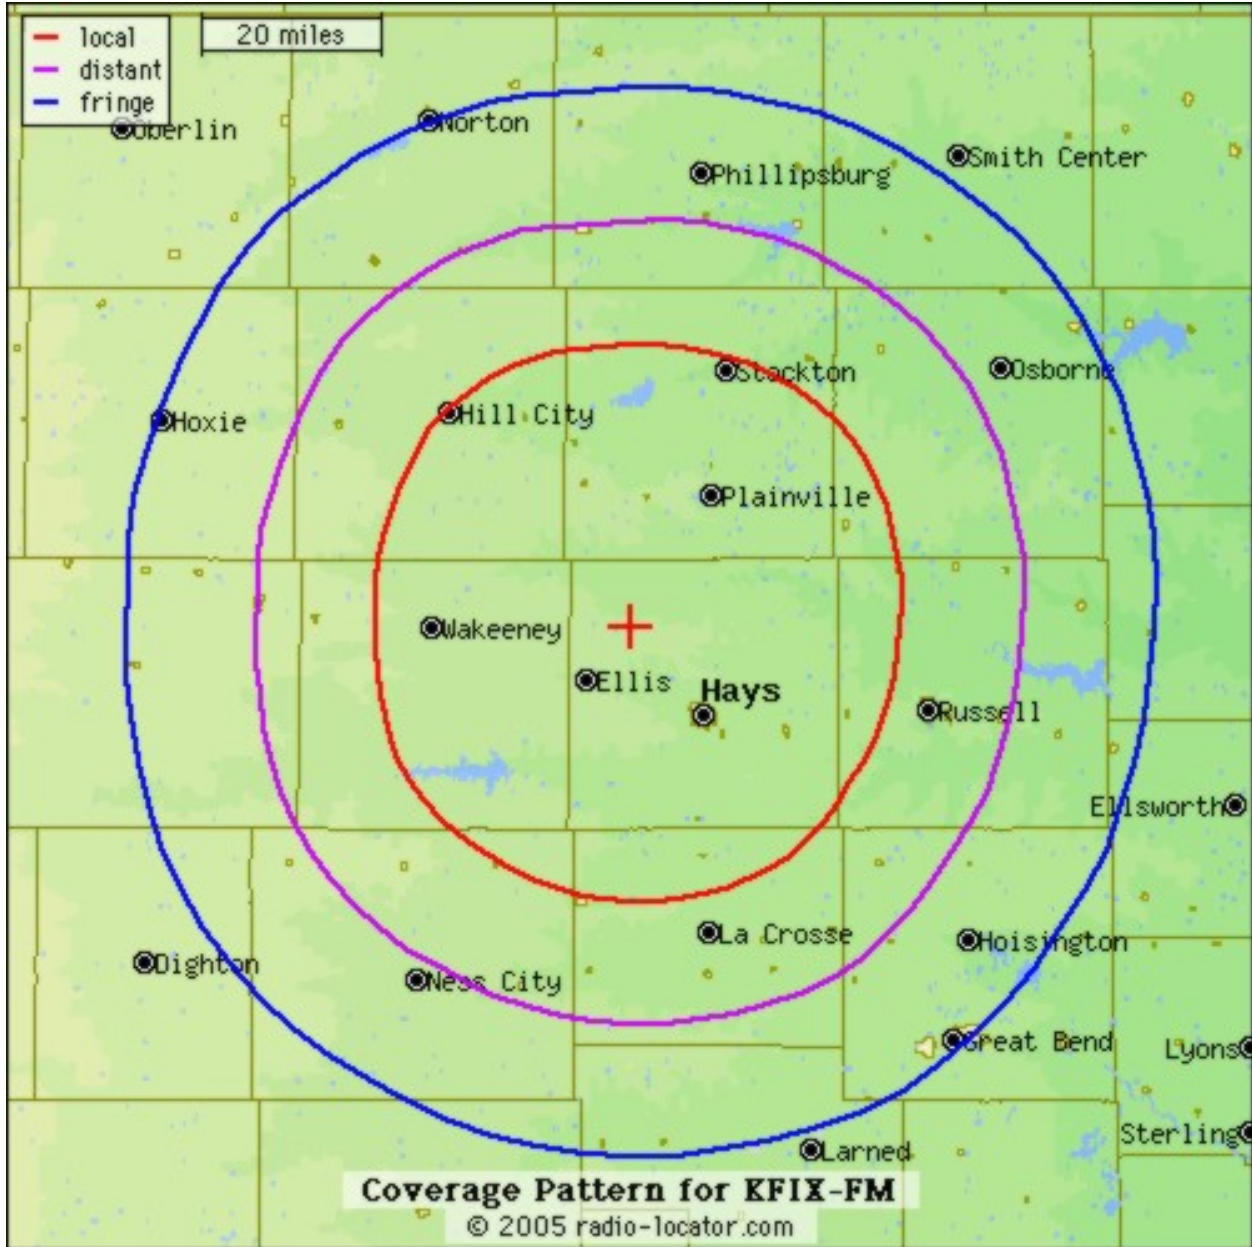 local
20 miles
distant
fringe
Oberlin
Norton
Smith Center
Phillipsburg
Osborne
Stockton
Hill City
Hoxie
Plainville
Wakeeney
Ellis
Hays
Russell
Ellsworth
La Crosse
Hoisington
Dighton
Ness City
Great Bend
Lyons
Sterling
Larned
Coverage Pattern for KFIX-FM
© 2005 radio-locator.com